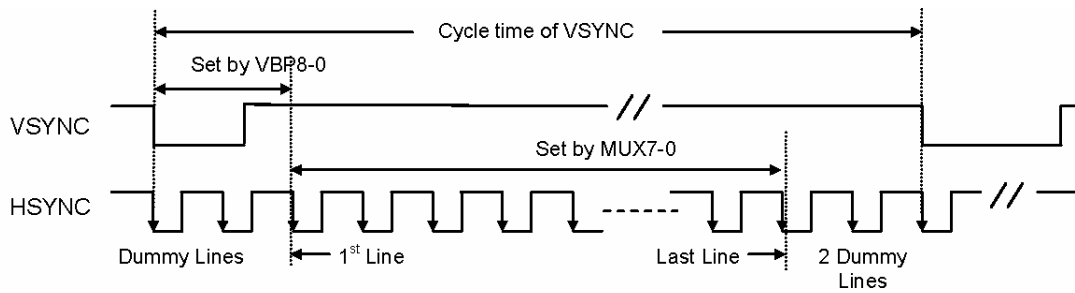 Cycle time of VSYNC
Set by VBP8-0
VSYNC
Set by MUX7-0
HSYNC
Dummy Lines
1st Line
Last Line
2 Dummy
Lines